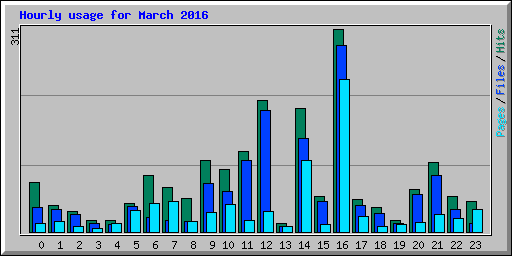 Hourly usage for March 2016
311
Pages/Files/Hits
0 1 2 3 4 5 6 7 8 9 10 11 12 13 14 15 16 17 18 19 20 21 22 23